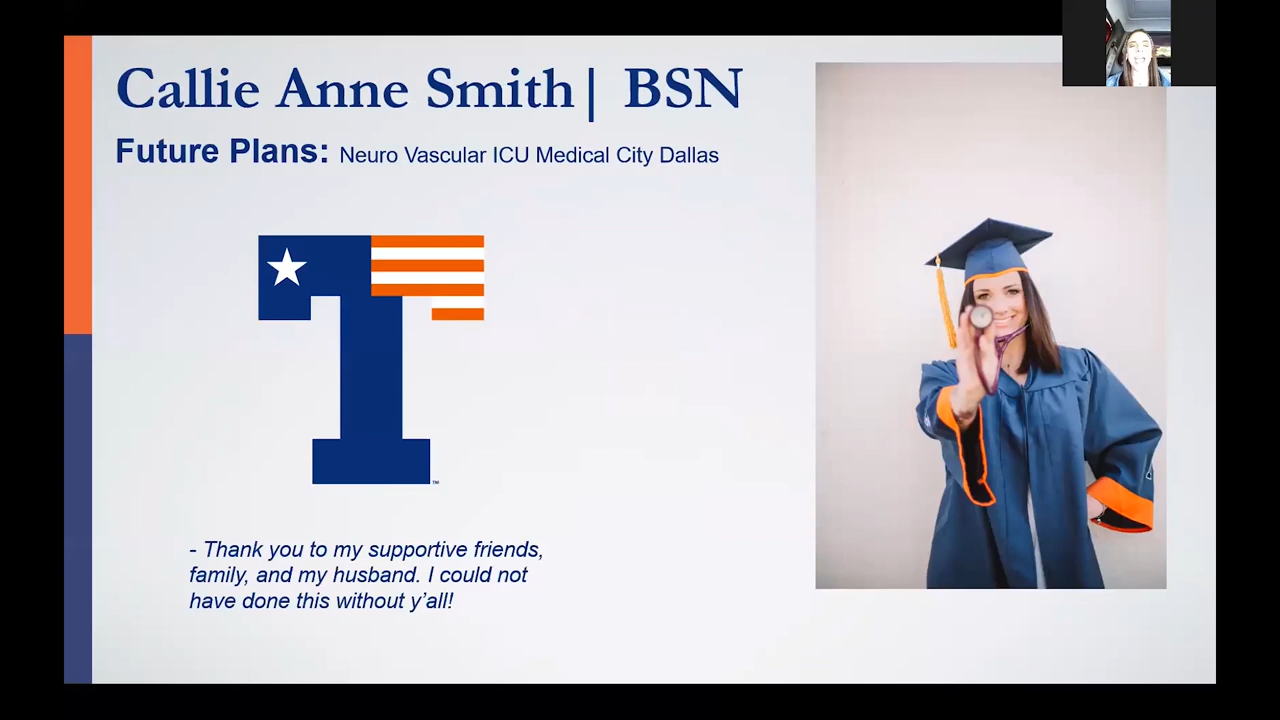 Callie Anne Smith| BSN
Future Plans: Neuro Vascular ICU Medical City Dallas
T
™
- Thank you to my supportive friends,
family, and my husband. I could not
have done this without y’all!